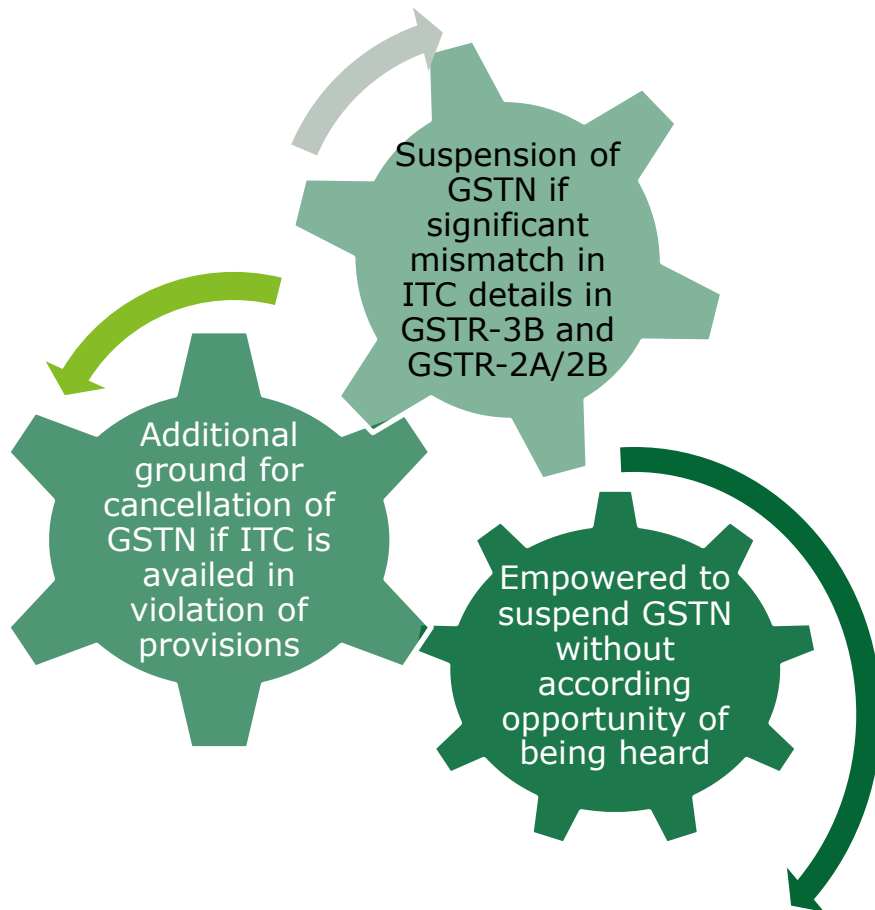 Suspension of
GSTN if
significant
mismatch in
ITC details in
GSTR-3B and
GSTR-2A/2B
Additional
ground for
cancellation of
GSTN if ITC is
availed in
violation of
provisions
Empowered to
suspend GSTN
without
according
opportunity of
being heard